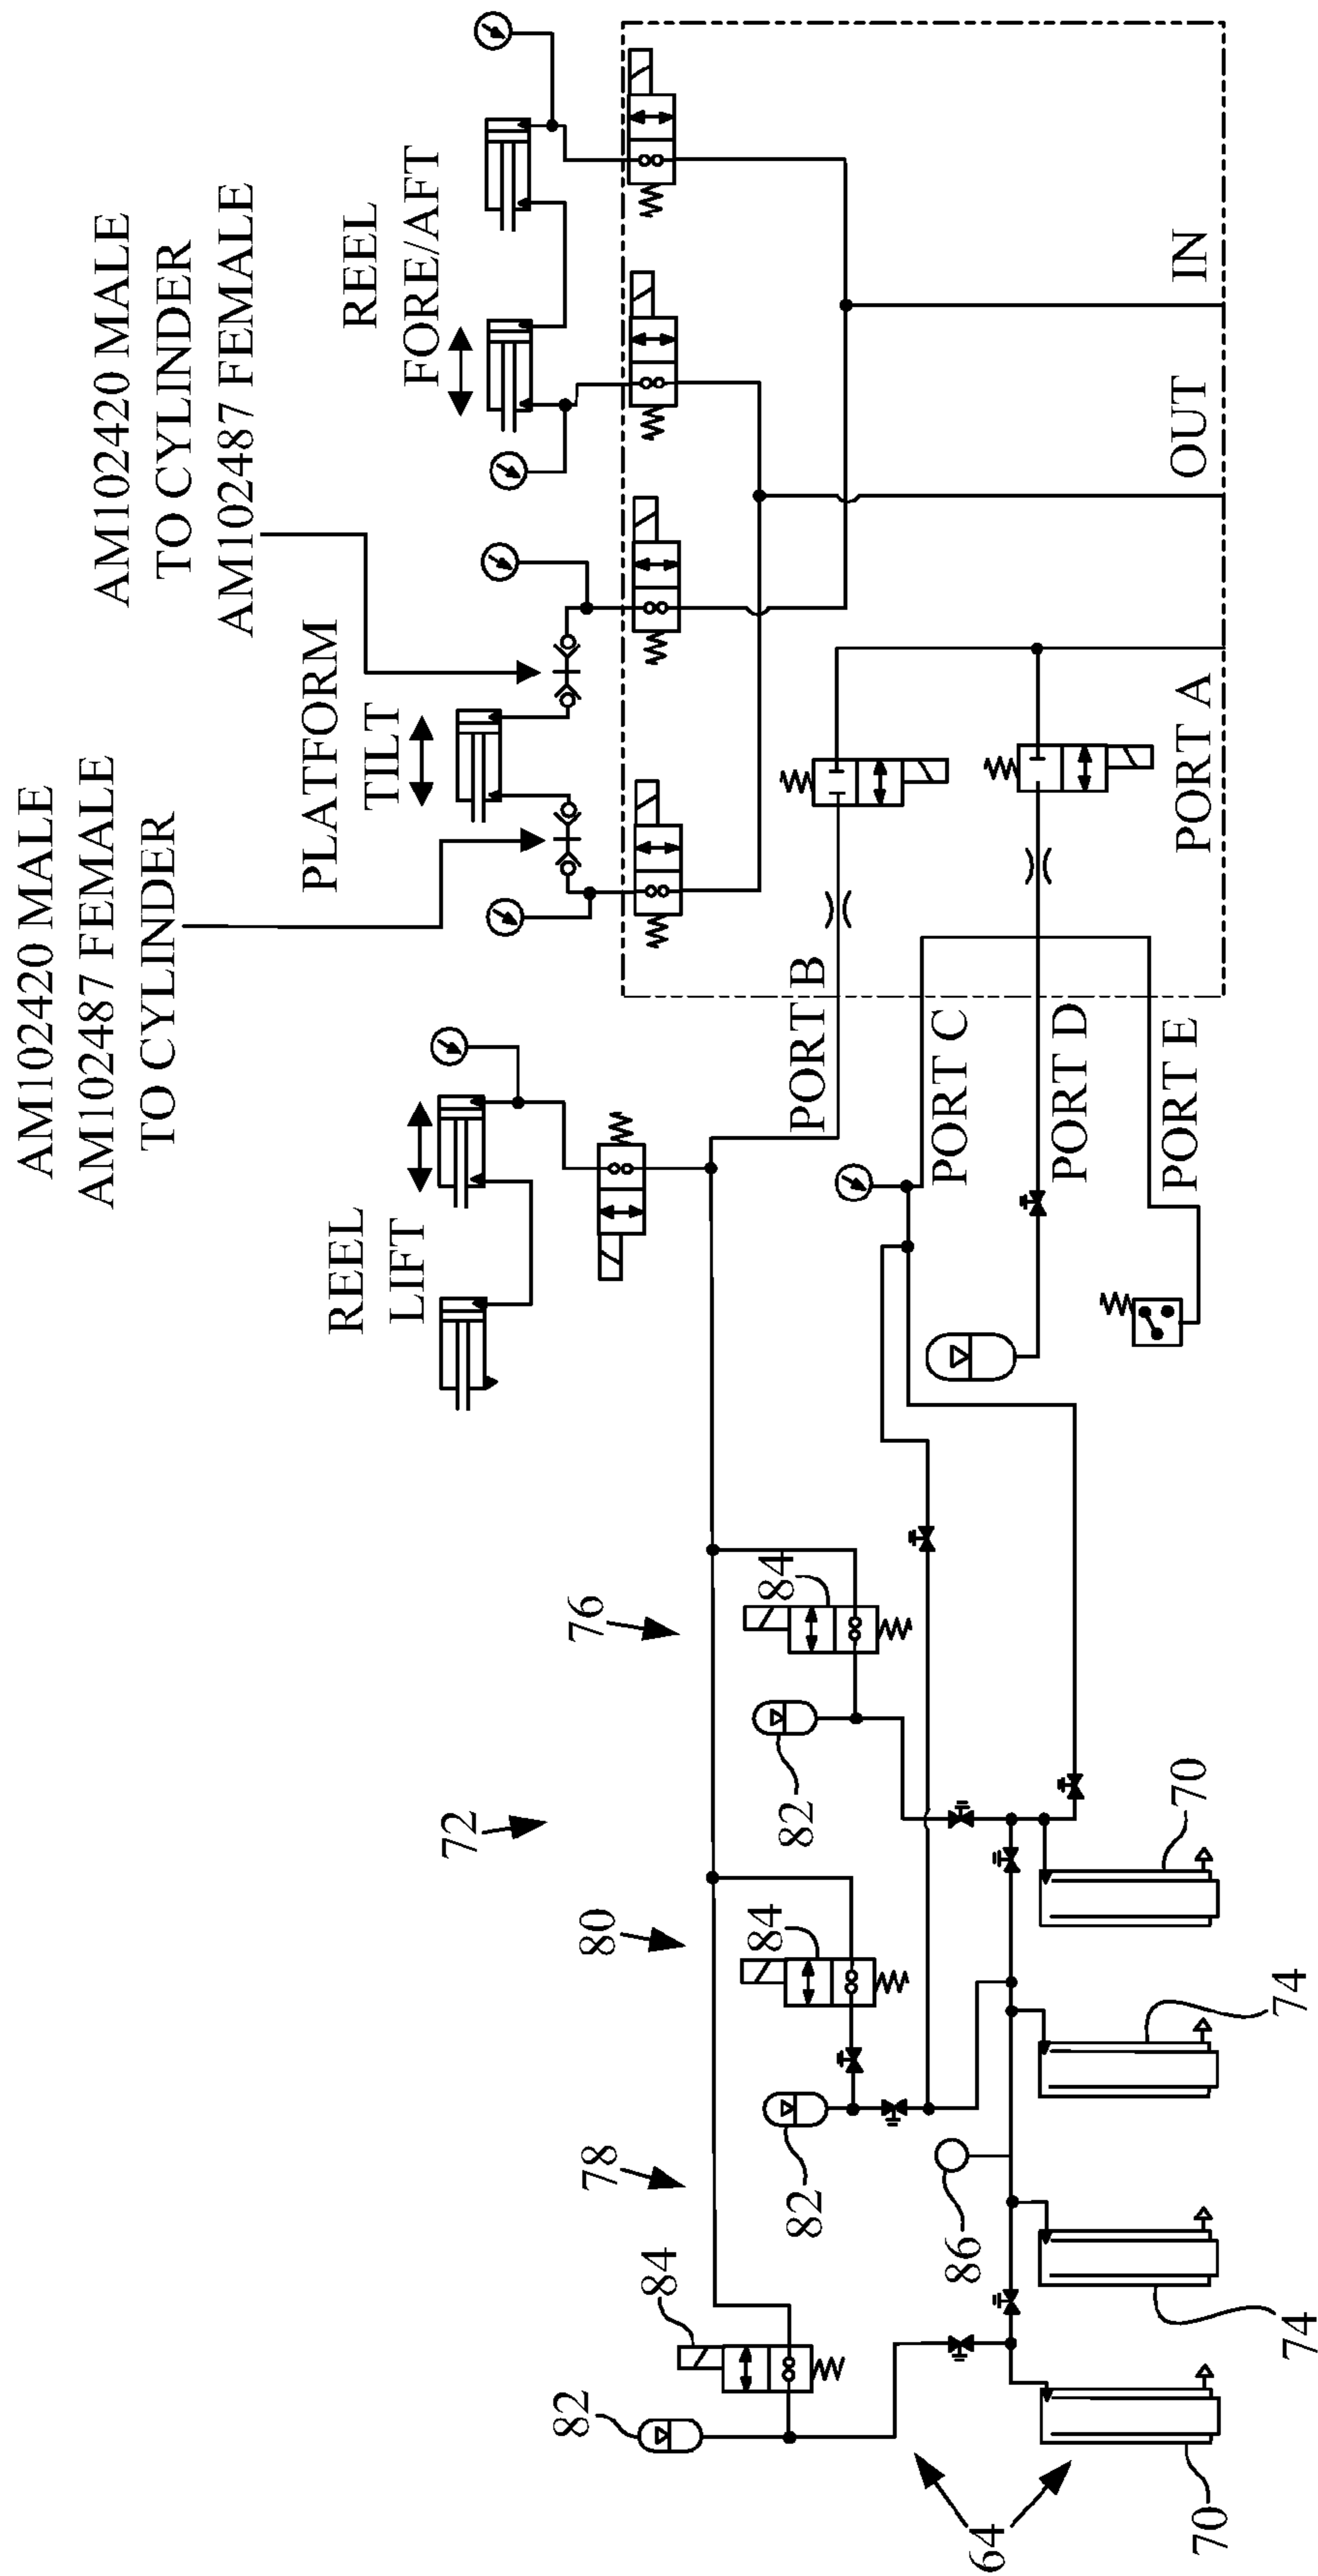 AM102420 MALE
AM102487 FEMALE
TO CYLINDER
AM102420 MALE
TO CYLINDER
AM102487 FEMALE
REEL
LIFT
PLATFORM
TILT
REEL
FORE/AFT
72
82
84
78
80
76
84
84
82
82
PORT B
86
PORT C
64
PORT D
PORT E
PORT A
OUT
IN
70
74
74
70